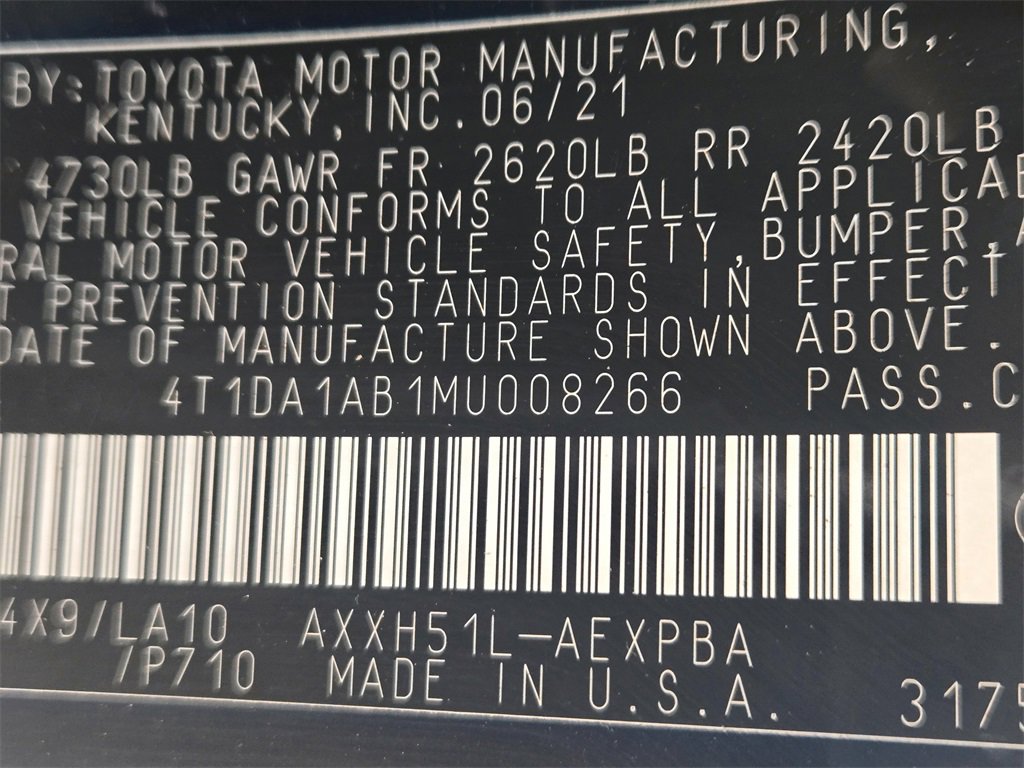 BY: TOYOTA MOTOR MANUFACTURING,
KENTUCKY, INC. 06/21
4730LB GAWR FR 2620LB RR 2420LB
VEHICLE CONFORMS TO ALL APPLICAB
RAL MOTOR VEHICLE SAFETY, BUMPER, A
T PREVENTION STANDARDS IN EFFECT
DATE OF MANUFACTURE SHOWN ABOVE.
4T1DA1AB1MU008266 PASS.C
4X9/LA10 AXXH51L-AEXPBA
/P710 MADE IN U.S.A. 3175